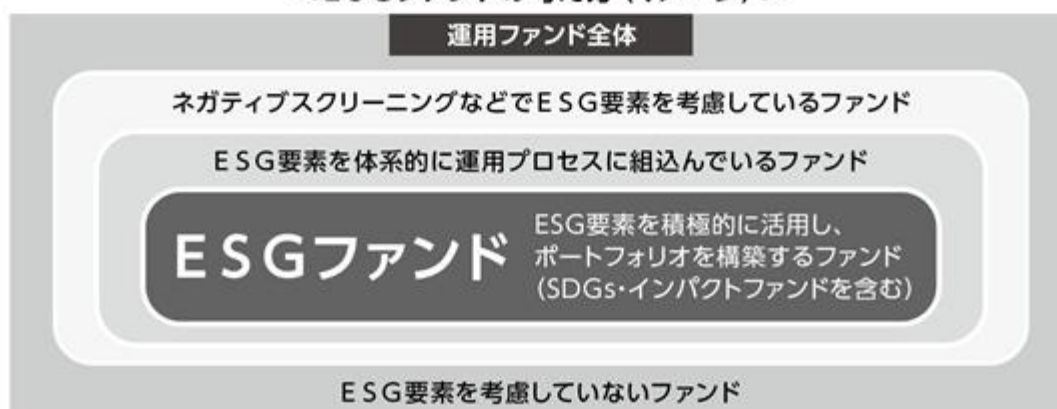 運用ファンド全体
ネガティブスクリーニングなどでESG要素を考慮しているファンド
ESG要素を体系的に運用プロセスに組込んでいるファンド
ESGファンド
ESG要素を積極的に活用し、
ポートフォリオを構築するファンド
(SDGs・インパクトファンドを含む)
ESG要素を考慮していないファンド